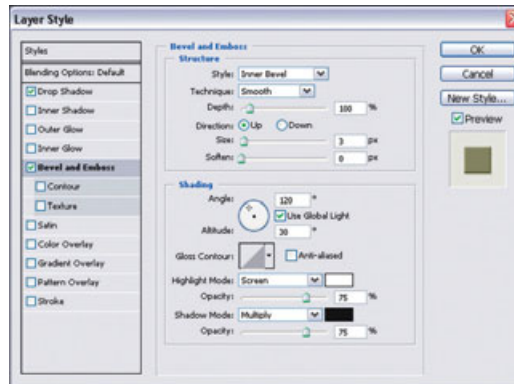 Layer Style
Styles
Blending Options: Default
Drop Shadow
Inner Shadow
Outer Glow
Inner Glow
Bevel and Emboss
Contour
Texture
Satin
Color Overlay
Gradient Overlay
Pattern Overlay
Stroke
Bevel and Emboss
Structure
Style: Inner Bevel
Technique: Smooth
Depth: 100 %
Direction: Up Down
Size: 3 px
Soften: 0 px
Shading
Angle: 120 °
Use Global Light
Altitude: 30 °
Gloss Contour: Anti-aliased
Highlight Mode: Screen
Opacity: 75 %
Shadow Mode: Multiply
Opacity: 75 %
OK
Cancel
New Style...
Preview